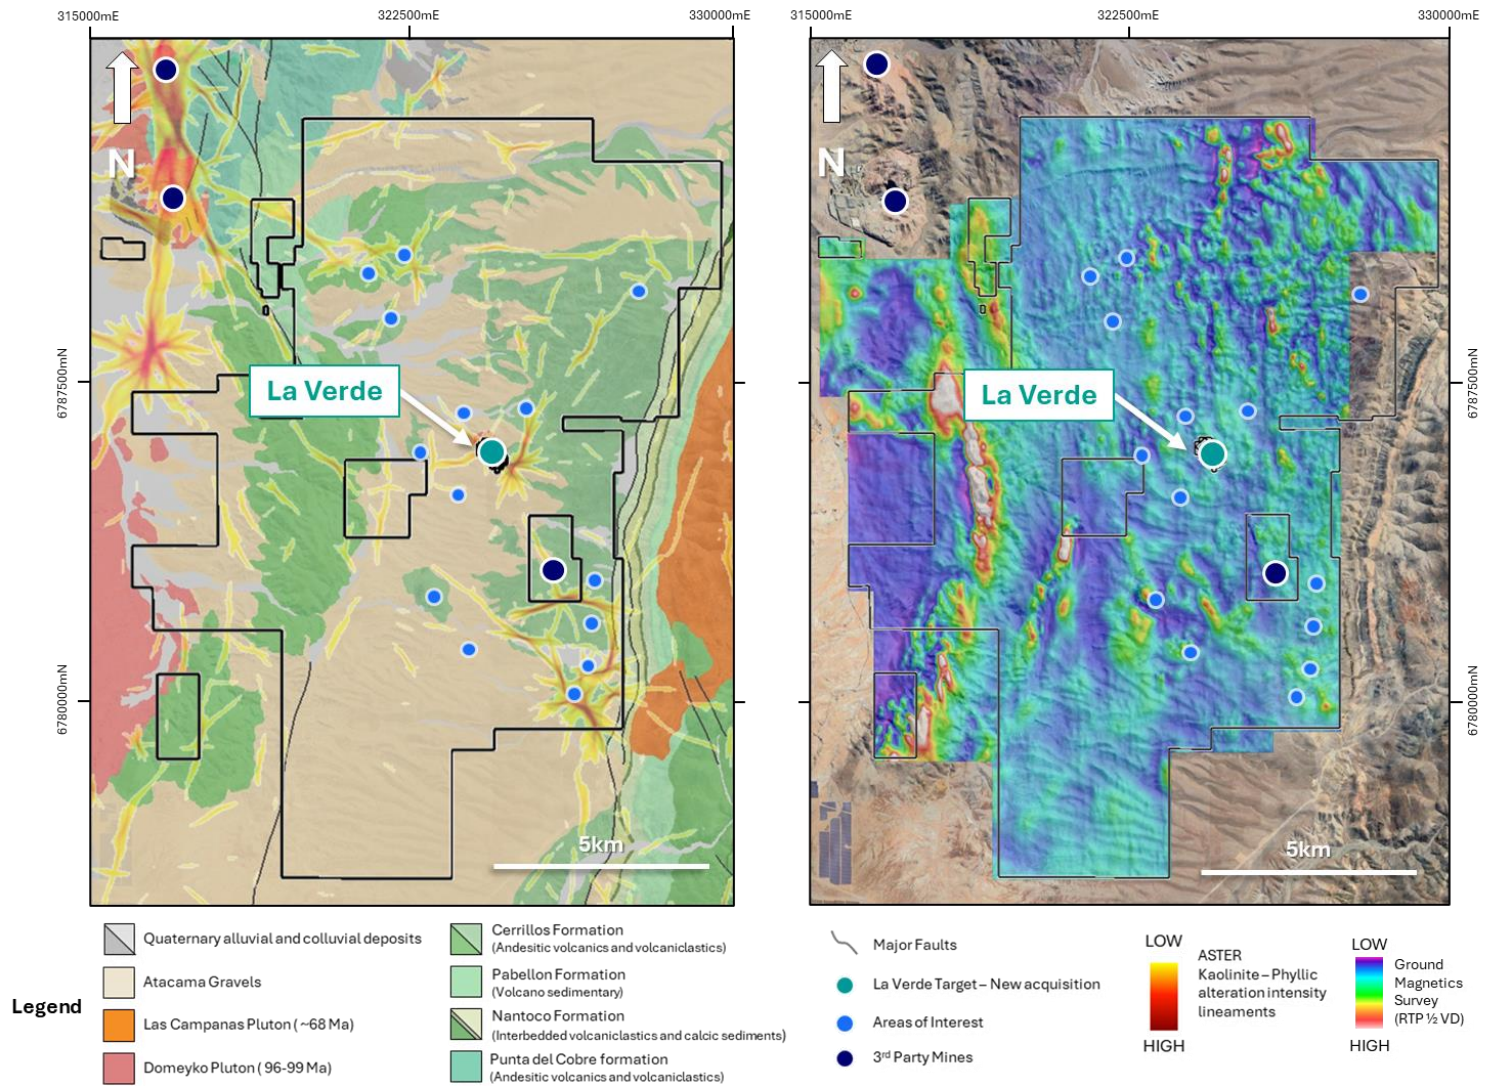 315000mE
322500mE
330000mE
315000mE
322500mE
330000mE
N
N
6787500mN
6780000mN
6787500mN
6780000mN
La Verde
La Verde
5km
5km
Legend
Quaternary alluvial and colluvial deposits
Atacama Gravels
Las Campanas Pluton ( ~68 Ma)
Domeyko Pluton ( 96-99 Ma)
Cerrillos Formation
(Andesitic volcanics and volcaniclastics)
Pabellon Formation
(Volcano sedimentary)
Nantoco Formation
(Interbedded volcaniclastics and calcic sediments)
Punta del Cobre formation
(Andesitic volcanics and volcaniclastics)
Major Faults
La Verde Target – New acquisition
Areas of Interest
3rd Party Mines
LOW
ASTER
Kaolinite – Phyllic
alteration intensity
lineaments
HIGH
LOW
Ground
Magnetics
Survey
(RTP ½ VD)
HIGH